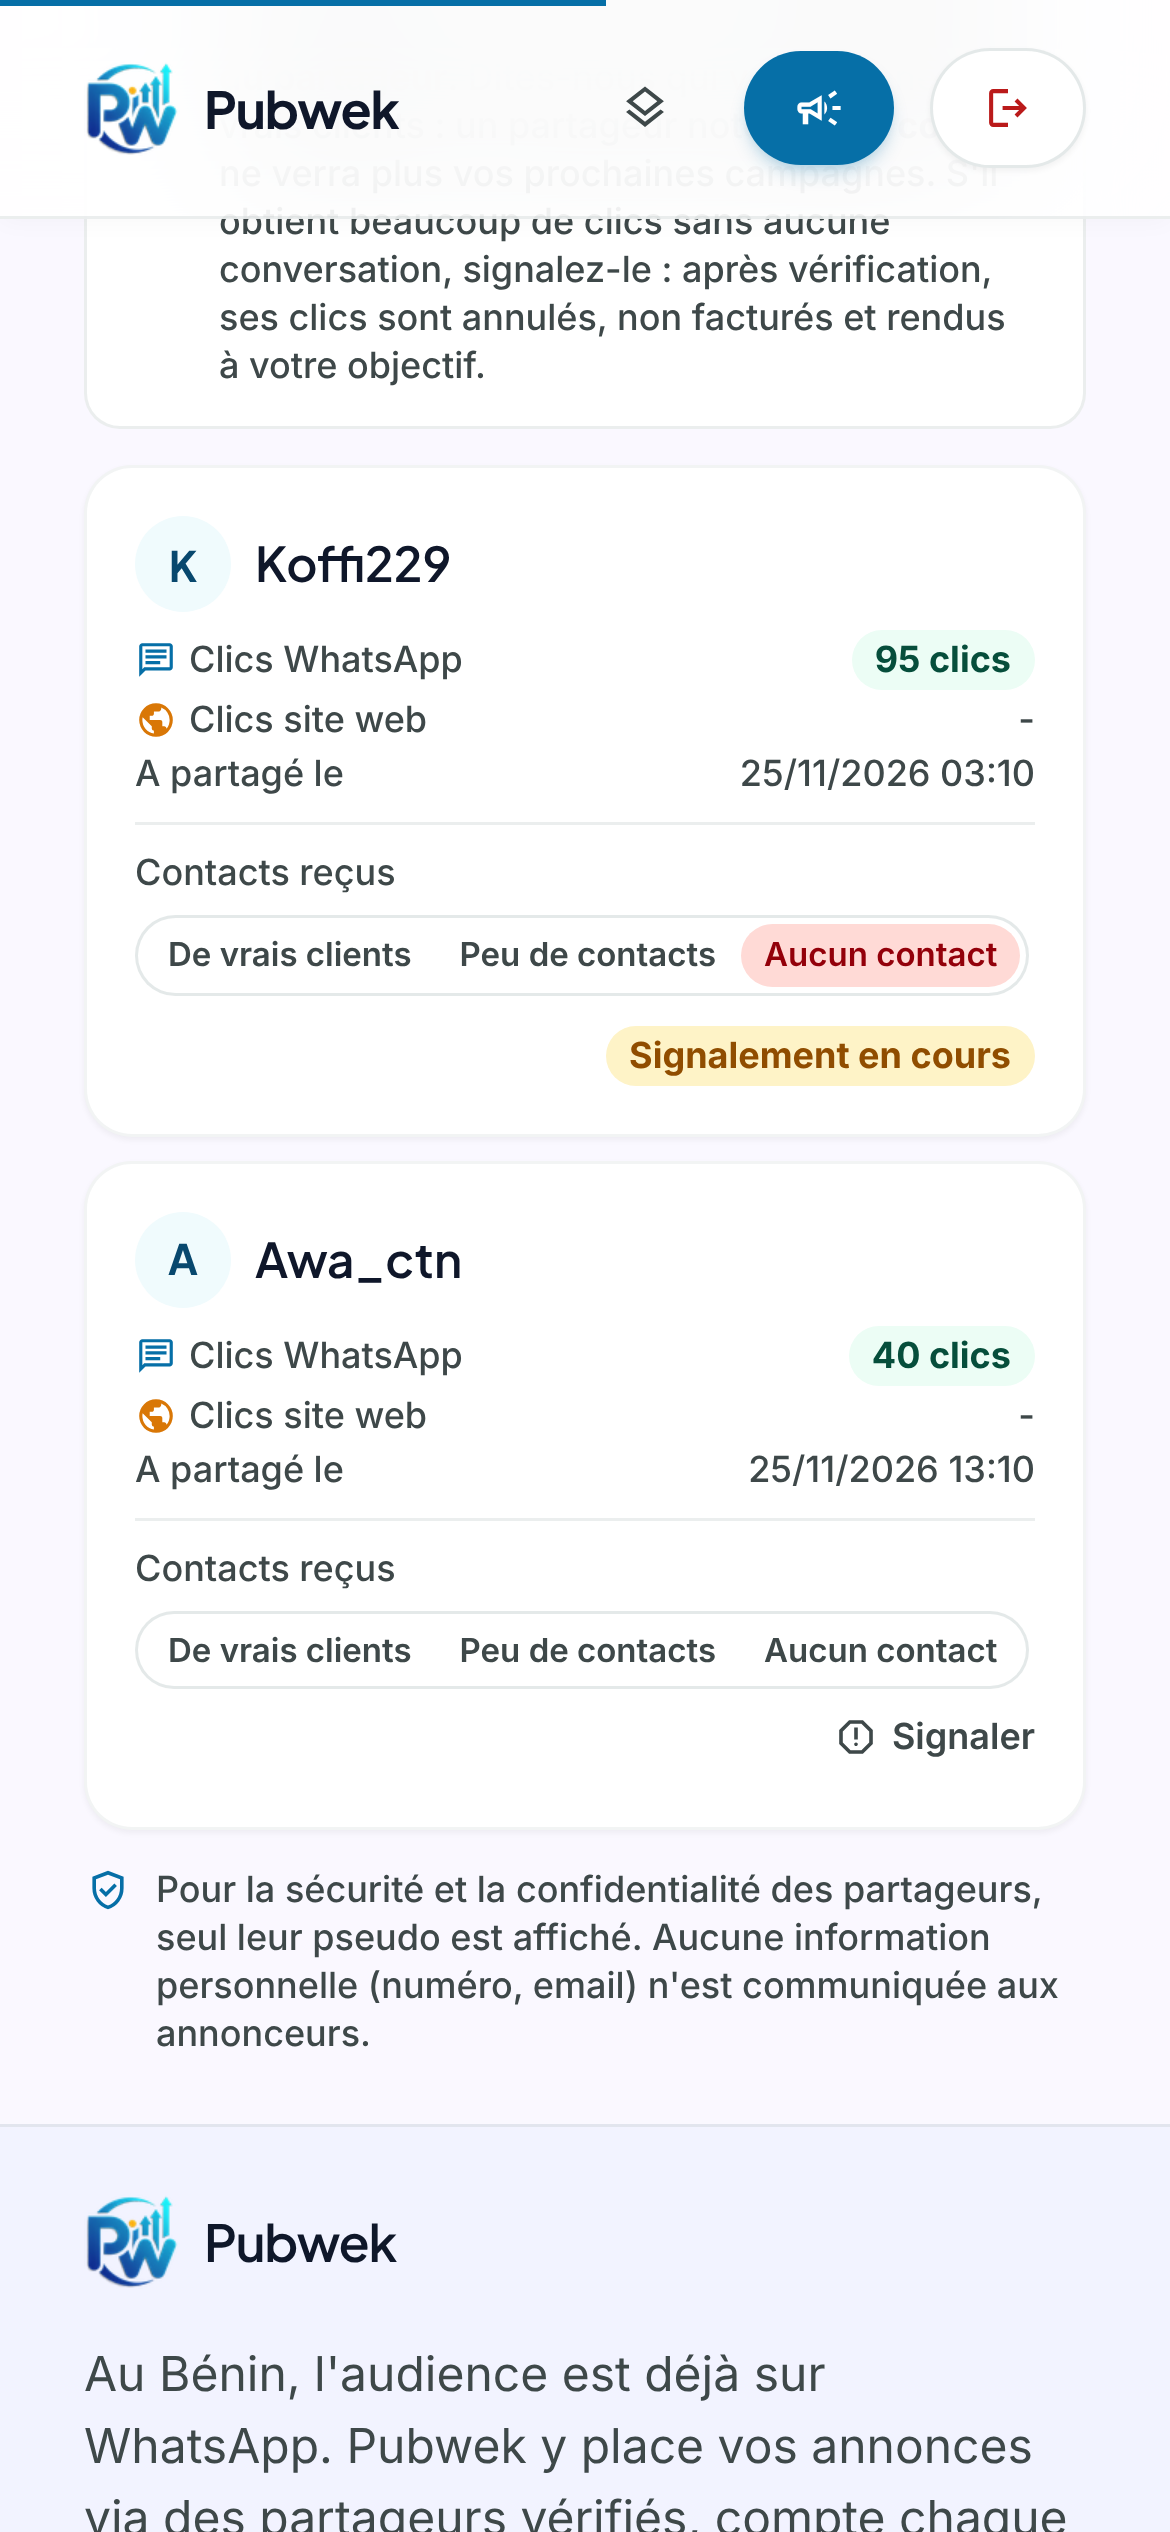 Pubwek
ne verra plus vos prochaines campagnes. S'il
obtient beaucoup de clics sans aucune
conversation, signalez-le : après vérification,
ses clics sont annulés, non facturés et rendus
à votre objectif.
K
Koffi229
Clics WhatsApp
95 clics
Clics site web
-
A partagé le
25/11/2026 03:10
Contacts reçus
De vrais clients
Peu de contacts
Aucun contact
Signalement en cours
A
Awa_ctn
Clics WhatsApp
40 clics
Clics site web
-
A partagé le
25/11/2026 13:10
Contacts reçus
De vrais clients
Peu de contacts
Aucun contact
Signaler
Pour la sécurité et la confidentialité des partageurs,
seul leur pseudo est affiché. Aucune information
personnelle (numéro, email) n'est communiquée aux
annonceurs.
Pubwek
Au Bénin, l'audience est déjà sur
WhatsApp. Pubwek y place vos annonces
via des partageurs vérifiés, compte chaque